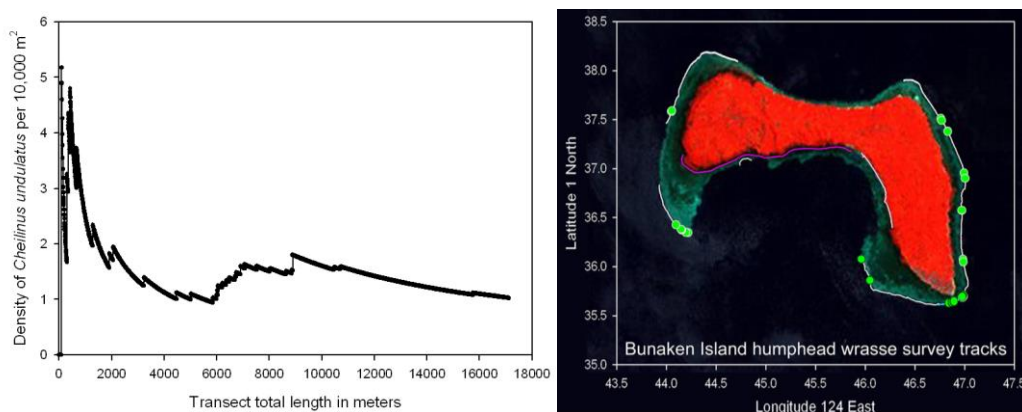 6
5
4
3
2
1
0
Density of Cheilinus undulatus per 10,000 m²
0 2000 4000 6000 8000 10000 12000 14000 16000 18000
Transect total length in meters
38.5
38.0
37.5
37.0
36.5
36.0
35.5
35.0
Latitude 1 North
Bunaken Island humphead wrasse survey tracks
43.5 44.0 44.5 45.0 45.5 46.0 46.5 47.0 47.5
Longitude 124 East